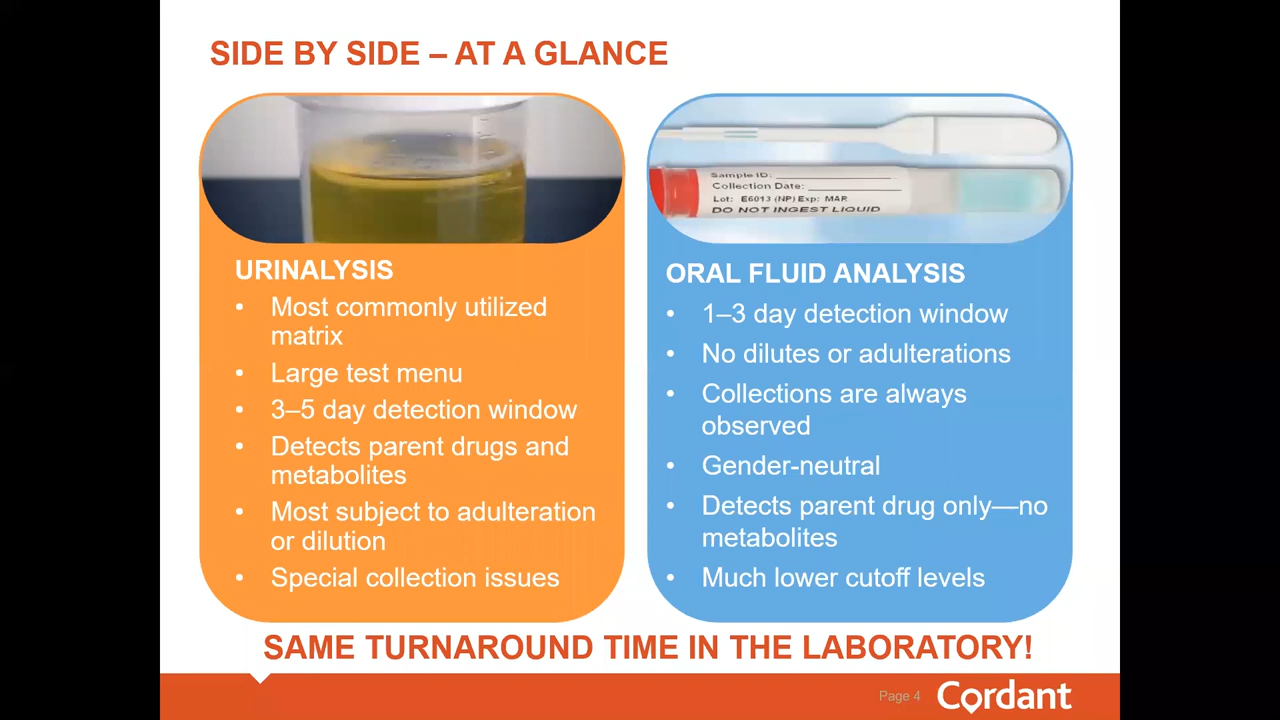 SIDE BY SIDE – AT A GLANCE
Sample ID:
Collection Date:
Lot: E6013 (NP) Exp: MAR
DO NOT INGEST LIQUID
URINALYSIS
• Most commonly utilized
matrix
• Large test menu
• 3–5 day detection window
• Detects parent drugs and
metabolites
• Most subject to adulteration
or dilution
• Special collection issues
ORAL FLUID ANALYSIS
• 1–3 day detection window
• No dilutes or adulterations
• Collections are always
observed
• Gender-neutral
• Detects parent drug only—no
metabolites
• Much lower cutoff levels
SAME TURNAROUND TIME IN THE LABORATORY!
Page 4
Cordant